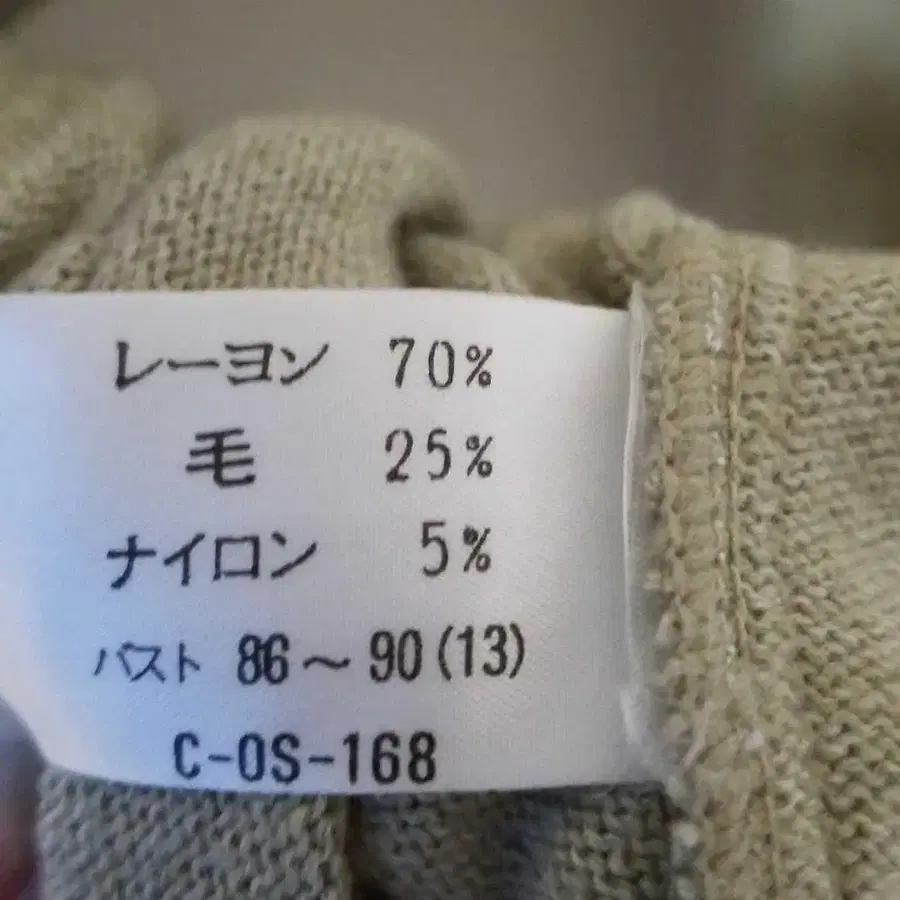 レーヨン 70%
毛 25%
ナイロン 5%
バスト 86～90(13)
C-OS-168